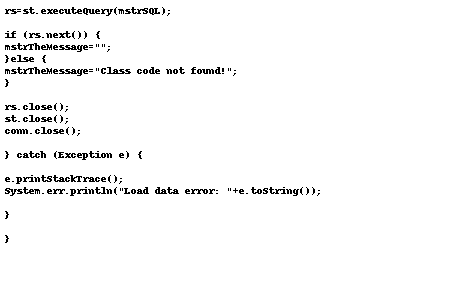 rs=st.executeQuery(mstrSQL);
if (rs.next()) {
mstrTheMessage="";
}else {
mstrTheMessage="Class code not found!";
}
rs.close();
st.close();
conn.close();
} catch (Exception e) {
e.printStackTrace();
System.err.println("Load data error: "+e.toString());
}
}